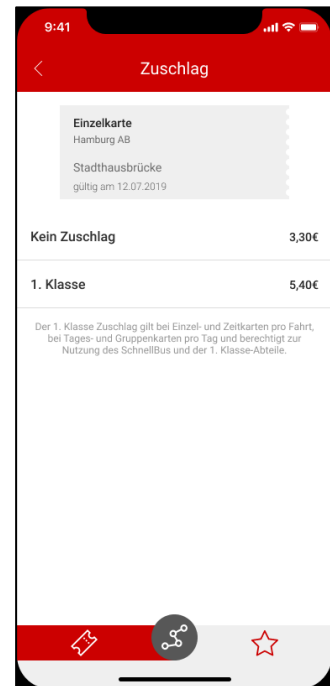 9:41
Zuschlag
Einzelkarte
Hamburg AB
Stadthausbrücke
gültig am 12.07.2019
Kein Zuschlag 3,30€
1. Klasse 5,40€
Der 1. Klasse Zuschlag gilt bei Einzel- und Zeitkarten pro Fahrt,
bei Tages- und Gruppenkarten pro Tag und berechtigt zur
Nutzung des SchnellBus und der 1. Klasse-Abteile.